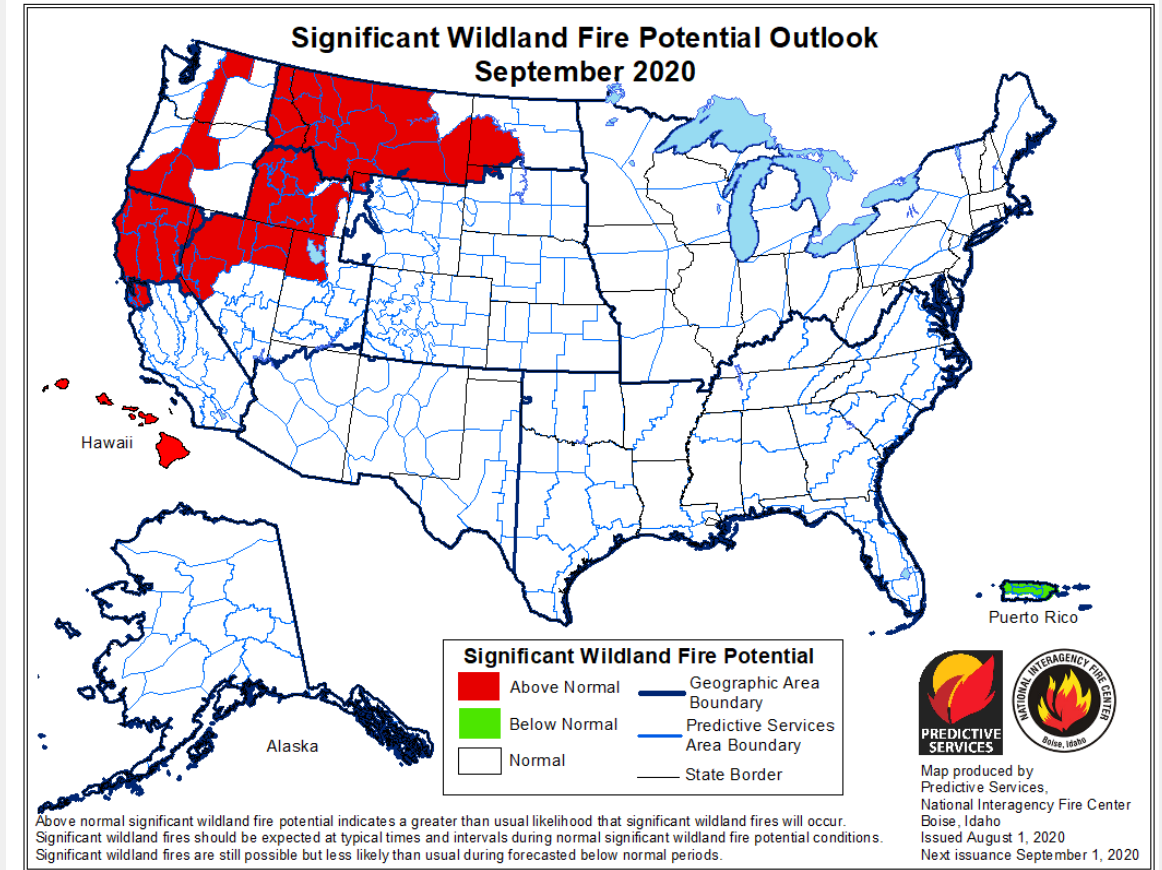 Significant Wildland Fire Potential Outlook
September 2020
Hawaii
Alaska
Puerto Rico
Significant Wildland Fire Potential
Above Normal
Below Normal
Normal
Geographic Area
Boundary
Predictive Services
Area Boundary
State Border
PREDICTIVE
SERVICES
NATIONAL INTERAGENCY FIRE CENTER
Boise, Idaho
Map produced by
Predictive Services,
National Interagency Fire Center
Boise, Idaho
Issued August 1, 2020
Next issuance September 1, 2020
Above normal significant wildland fire potential indicates a greater than usual likelihood that significant wildland fires will occur.
Significant wildland fires should be expected at typical times and intervals during normal significant wildland fire potential conditions.
Significant wildland fires are still possible but less likely than usual during forecasted below normal periods.